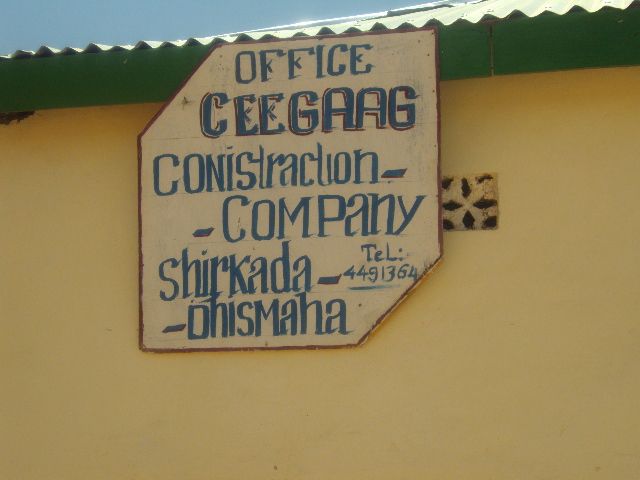 OFFICE
CEEGAAG
CONistraction-
-COMPany
Shirkada-
TeL:
4491364
-DhisMaha